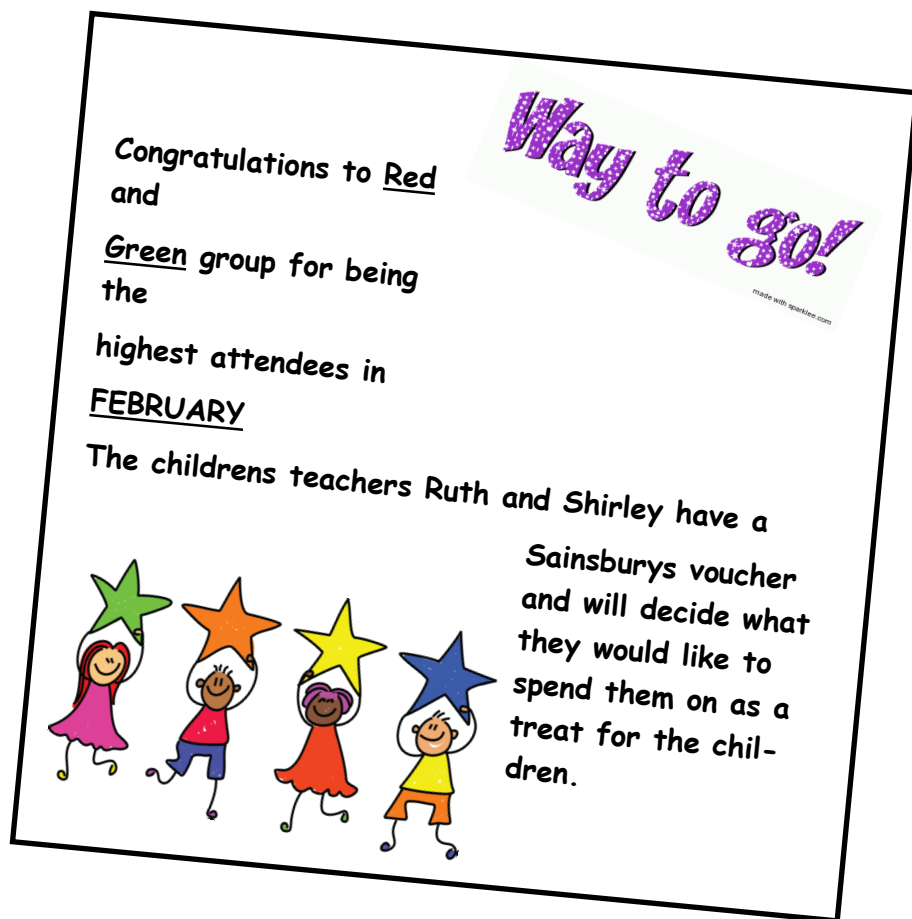 Way to go!
made with sparklee.com
Congratulations to Red
and
Green group for being
the
highest attendees in
FEBRUARY
The childrens teachers Ruth and Shirley have a
Sainsburys voucher
and will decide what
they would like to
spend them on as a
treat for the chil-
dren.